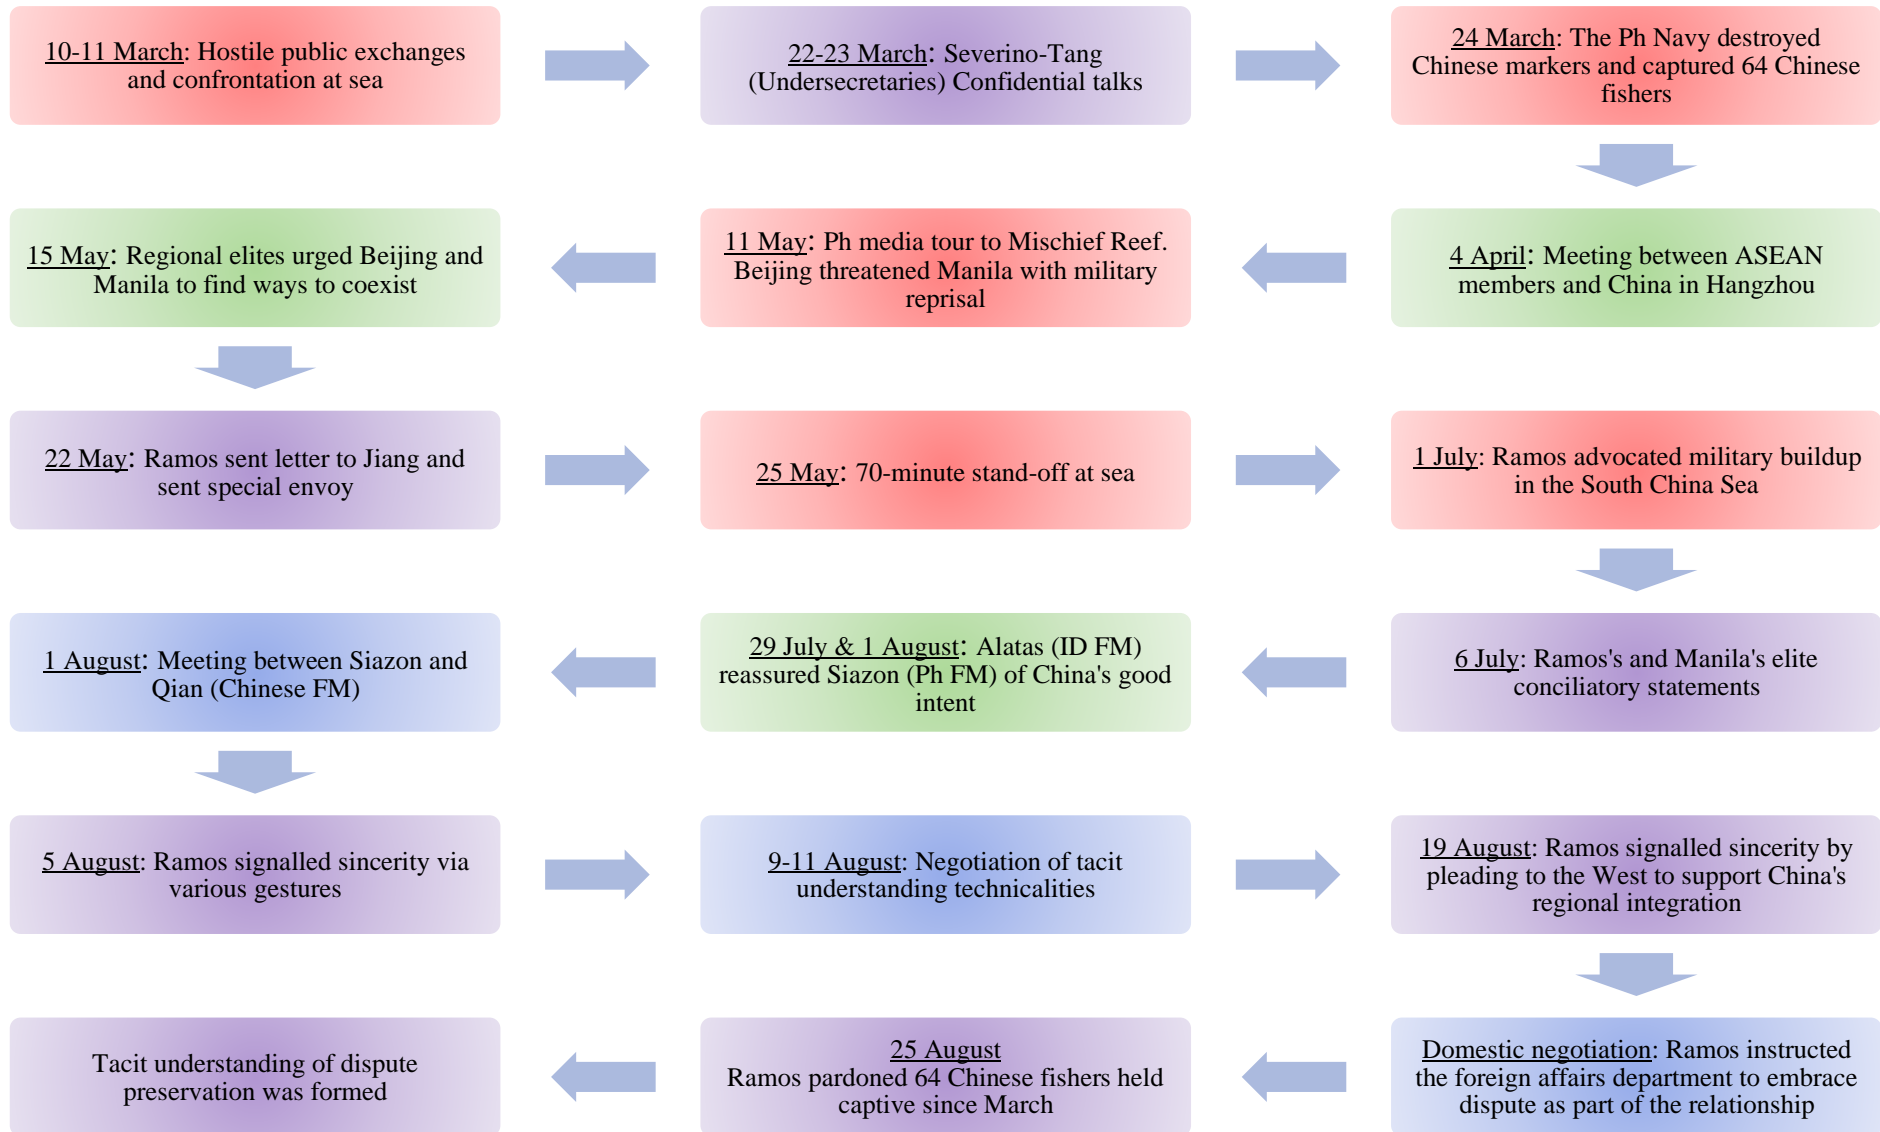 10-11 March: Hostile public exchanges
and confrontation at sea
22-23 March: Severino-Tang
(Undersecretaries) Confidential talks
24 March: The Ph Navy destroyed
Chinese markers and captured 64 Chinese
fishers
4 April: Meeting between ASEAN
members and China in Hangzhou
11 May: Ph media tour to Mischief Reef.
Beijing threatened Manila with military
reprisal
15 May: Regional elites urged Beijing and
Manila to find ways to coexist
22 May: Ramos sent letter to Jiang and
sent special envoy
25 May: 70-minute stand-off at sea
1 July: Ramos advocated military buildup
in the South China Sea
6 July: Ramos's and Manila's elite
conciliatory statements
29 July & 1 August: Alatas (ID FM)
reassured Siazon (Ph FM) of China's good
intent
1 August: Meeting between Siazon and
Qian (Chinese FM)
5 August: Ramos signalled sincerity via
various gestures
9-11 August: Negotiation of tacit
understanding technicalities
19 August: Ramos signalled sincerity by
pleading to the West to support China's
regional integration
Domestic negotiation: Ramos instructed
the foreign affairs department to embrace
dispute as part of the relationship
25 August
Ramos pardoned 64 Chinese fishers held
captive since March
Tacit understanding of dispute
preservation was formed